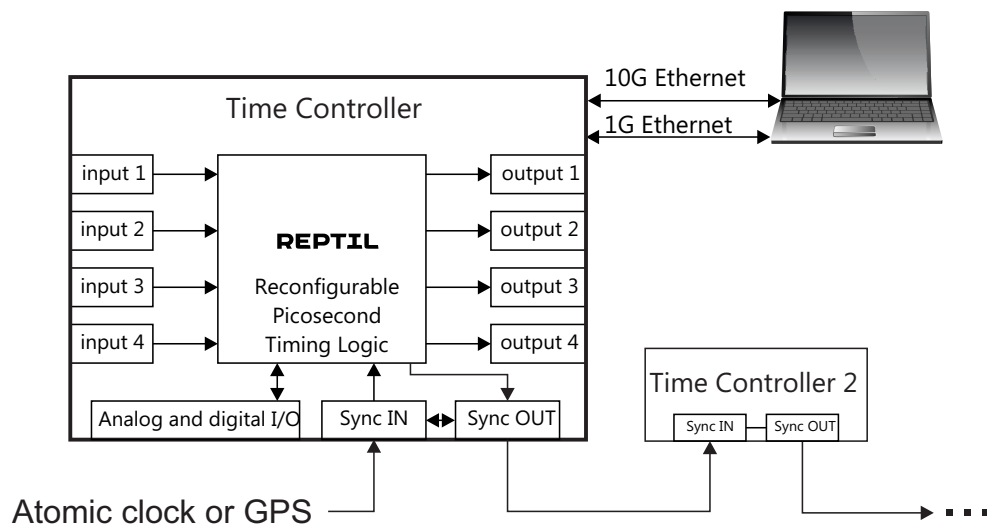 10G Ethernet
Time Controller
1G Ethernet
input 1
output 1
input 2
REPTIL
output 2
input 3
Reconfigurable
output 3
Picosecond
input 4
Timing Logic
output 4
Time Controller 2
Analog and digital I/O
Sync IN
Sync OUT
Sync IN
Sync OUT
Atomic clock or GPS